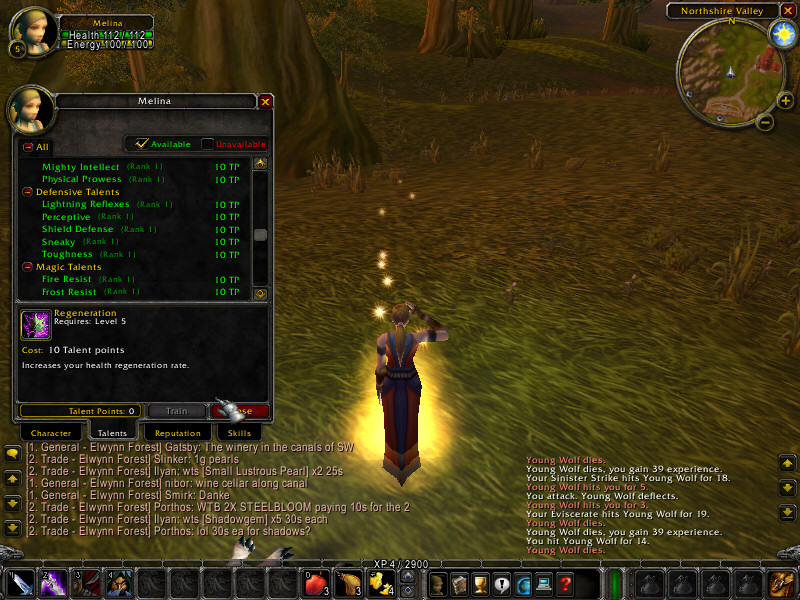 Melina
Health 112 / 112
Energy 100 / 100
5
Northshire Valley
N
Melina
All
Available
Unavailable
Mighty Intellect (Rank 1) 10 TP
Physical Prowess (Rank 1) 10 TP
Defensive Talents
Lightning Reflexes (Rank 1) 10 TP
Perceptive (Rank 1) 10 TP
Shield Defense (Rank 1) 10 TP
Sneaky (Rank 1) 10 TP
Toughness (Rank 1) 10 TP
Magic Talents
Fire Resist (Rank 1) 10 TP
Frost Resist (Rank 1) 10 TP
Regeneration
Requires: Level 5
Cost: 10 Talent points
Increases your health regeneration rate.
Talent Points: 0
Train
Character
Talents
Reputation
Skills
[1. General - Elwynn Forest] Gatsby: The winery in the canals of SW
[2. Trade - Elwynn Forest] Slinker: 1g pearls
[2. Trade - Elwynn Forest] Ilyan: wts [Small Lustrous Pearl] x2 25s
[1. General - Elwynn Forest] nibor: wine cellar along canal
[1. General - Elwynn Forest] Smirk: Danke
[2. Trade - Elwynn Forest] Porthos: WTB 2X STEELBLOOM paying 10s for the 2
[2. Trade - Elwynn Forest] Ilyan: wts [Shadowgem] x5 30s each
[2. Trade - Elwynn Forest] Porthos: lol 30s ea for shadows?
Young Wolf dies.
Young Wolf dies, you gain 39 experience.
Your Sinister Strike hits Young Wolf for 18.
Young Wolf hits you for 5.
You attack. Young Wolf deflects.
Young Wolf hits you for 3.
Your Eviscerate hits Young Wolf for 19.
Young Wolf dies.
Young Wolf dies, you gain 39 experience.
You hit Young Wolf for 14.
Young Wolf dies.
XP 4 / 2900
1
2
3
4
0
3
3
4